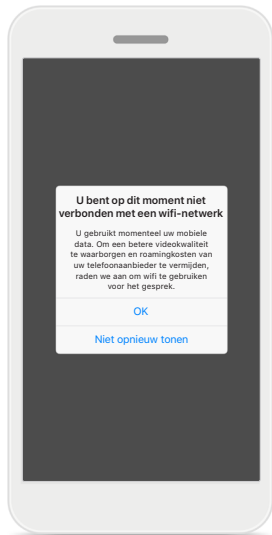 U bent op dit moment niet
verbonden met een wifi-netwerk
U gebruikt momenteel uw mobiele
data. Om een betere videokwaliteit
te waarborgen en roamingkosten van
uw telefoonaanbieder te vermijden,
raden we aan om wifi te gebruiken
voor het gesprek.
OK
Niet opnieuw tonen